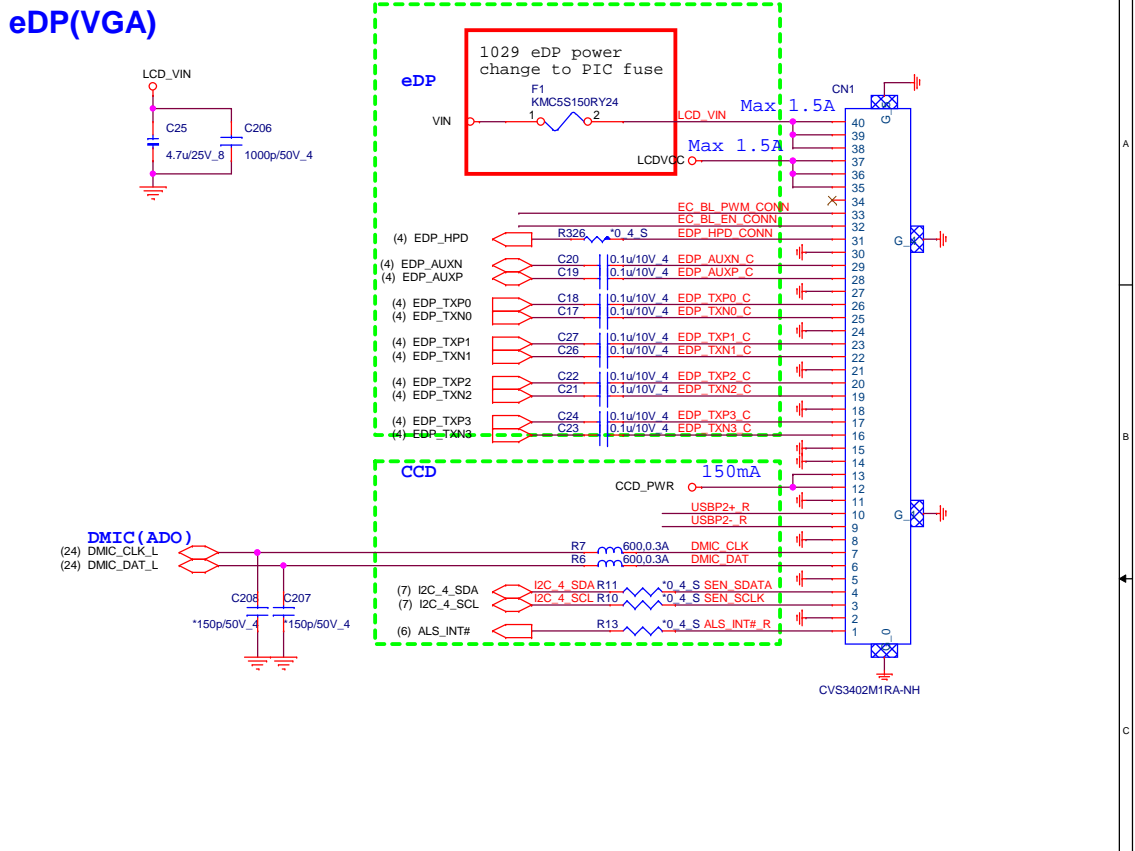 eDP(VGA)
LCD_VIN
C25
4.7u/25V_8
C206
1000p/50V_4
eDP
1029 eDP power
change to PIC fuse
F1
KMC5S150RY24
VIN
1
2
LCD_VIN
Max 1.5A
LCDVCC
Max 1.5A
CN1
EC_BL_PWM_CONN
EC_BL_EN_CONN
(4) EDP_HPD
R326
*0_4_S
EDP_HPD_CONN
(4) EDP_AUXN
C20
0.1u/10V_4
EDP_AUXN_C
(4) EDP_AUXP
C19
0.1u/10V_4
EDP_AUXP_C
(4) EDP_TXP0
C18
0.1u/10V_4
EDP_TXP0_C
(4) EDP_TXN0
C17
0.1u/10V_4
EDP_TXN0_C
(4) EDP_TXP1
C27
0.1u/10V_4
EDP_TXP1_C
(4) EDP_TXN1
C26
0.1u/10V_4
EDP_TXN1_C
(4) EDP_TXP2
C22
0.1u/10V_4
EDP_TXP2_C
(4) EDP_TXN2
C21
0.1u/10V_4
EDP_TXN2_C
(4) EDP_TXP3
C24
0.1u/10V_4
EDP_TXP3_C
(4) EDP_TXN3
C23
0.1u/10V_4
EDP_TXN3_C
CCD
150mA
CCD_PWR
USBP2+_R
USBP2-_R
DMIC(ADO)
(24) DMIC_CLK_L
R7
600,0.3A
DMIC_CLK
(24) DMIC_DAT_L
R6
600,0.3A
DMIC_DAT
C208
*150p/50V_4
C207
*150p/50V_4
(7) I2C_4_SDA
I2C_4_SDA
R11
*0_4_S
SEN_SDATA
(7) I2C_4_SCL
I2C_4_SCL
R10
*0_4_S
SEN_SCLK
(6) ALS_INT#
R13
*0_4_S
ALS_INT#_R
40
39
38
37
36
35
34
33
32
31
30
29
28
27
26
25
24
23
22
21
20
19
18
17
16
15
14
13
12
11
10
9
8
7
6
5
4
3
2
1
CVS3402M1RA-NH
A
B
C